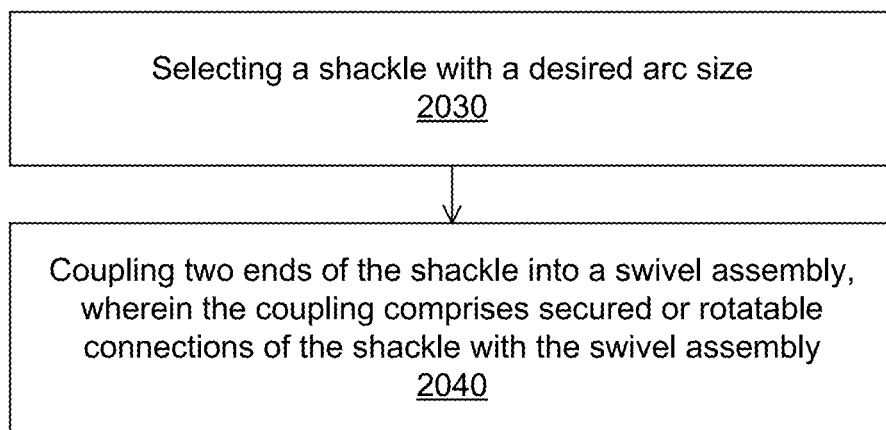 Selecting a shackle with a desired arc size
2030
Coupling two ends of the shackle into a swivel assembly,
wherein the coupling comprises secured or rotatable
connections of the shackle with the swivel assembly
2040